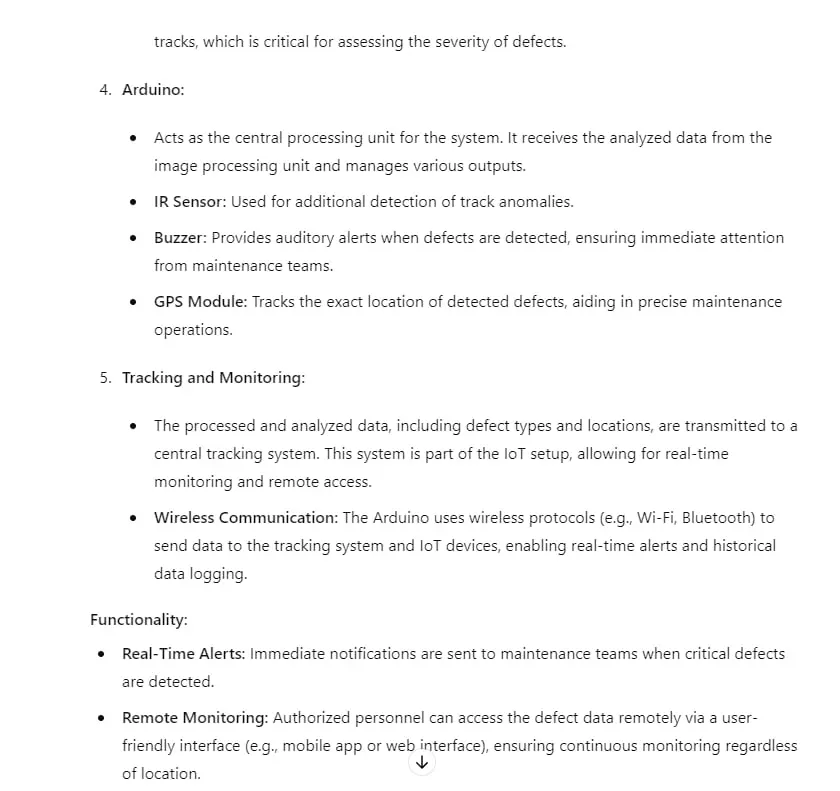 tracks, which is critical for assessing the severity of defects.
4. Arduino:
• Acts as the central processing unit for the system. It receives the analyzed data from the
image processing unit and manages various outputs.
• IR Sensor: Used for additional detection of track anomalies.
• Buzzer: Provides auditory alerts when defects are detected, ensuring immediate attention
from maintenance teams.
• GPS Module: Tracks the exact location of detected defects, aiding in precise maintenance
operations.
5. Tracking and Monitoring:
• The processed and analyzed data, including defect types and locations, are transmitted to a
central tracking system. This system is part of the IoT setup, allowing for real-time
monitoring and remote access.
• Wireless Communication: The Arduino uses wireless protocols (e.g., Wi-Fi, Bluetooth) to
send data to the tracking system and IoT devices, enabling real-time alerts and historical
data logging.
Functionality:
• Real-Time Alerts: Immediate notifications are sent to maintenance teams when critical defects
are detected.
• Remote Monitoring: Authorized personnel can access the defect data remotely via a user-
friendly interface (e.g., mobile app or web interface), ensuring continuous monitoring regardless
of location.